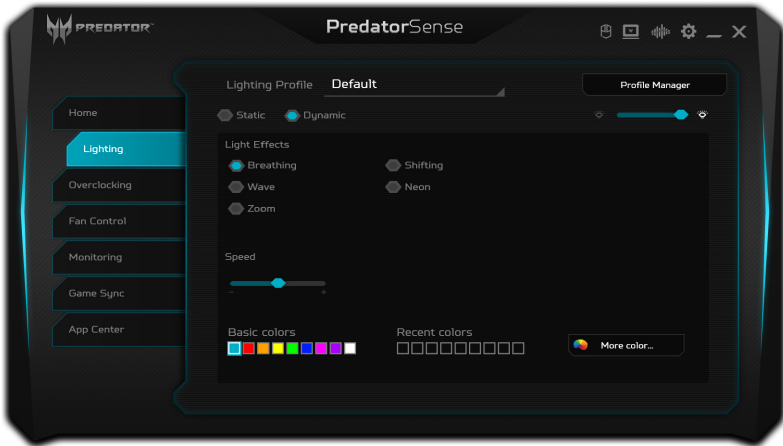 PREDATOR
PredatorSense
Lighting Profile Default
Profile Manager
Home
Lighting
Overclocking
Fan Control
Monitoring
Game Sync
App Center
Static Dynamic
Light Effects
Breathing Shifting
Wave Neon
Zoom
Speed
- +
Basic colors Recent colors
More color...